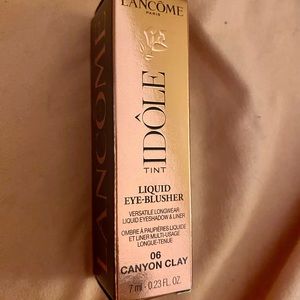 LANCÔME
PARIS
IDÔLE
TINT
LIQUID
EYE-BLUSHER
VERSATILE LONGWEAR
LIQUID EYESHADOW & LINER
OMBRE À PAUPIÈRES LIQUIDE
ET LINER MULTI-USAGE
LONGUE-TENUE
06
CANYON CLAY
7 ml - 0.23 FL. OZ.
LANCÔME